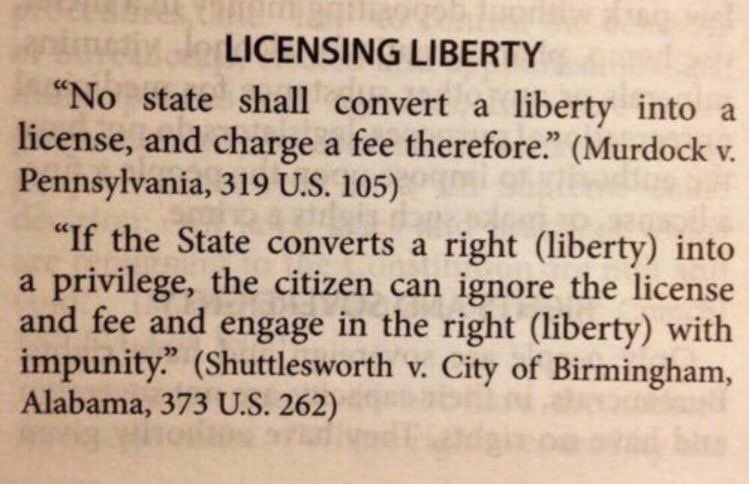 LICENSING LIBERTY
“No state shall convert a liberty into a
license, and charge a fee therefore.” (Murdock v.
Pennsylvania, 319 U.S. 105)
“If the State converts a right (liberty) into
a privilege, the citizen can ignore the license
and fee and engage in the right (liberty) with
impunity.” (Shuttlesworth v. City of Birmingham,
Alabama, 373 U.S. 262)